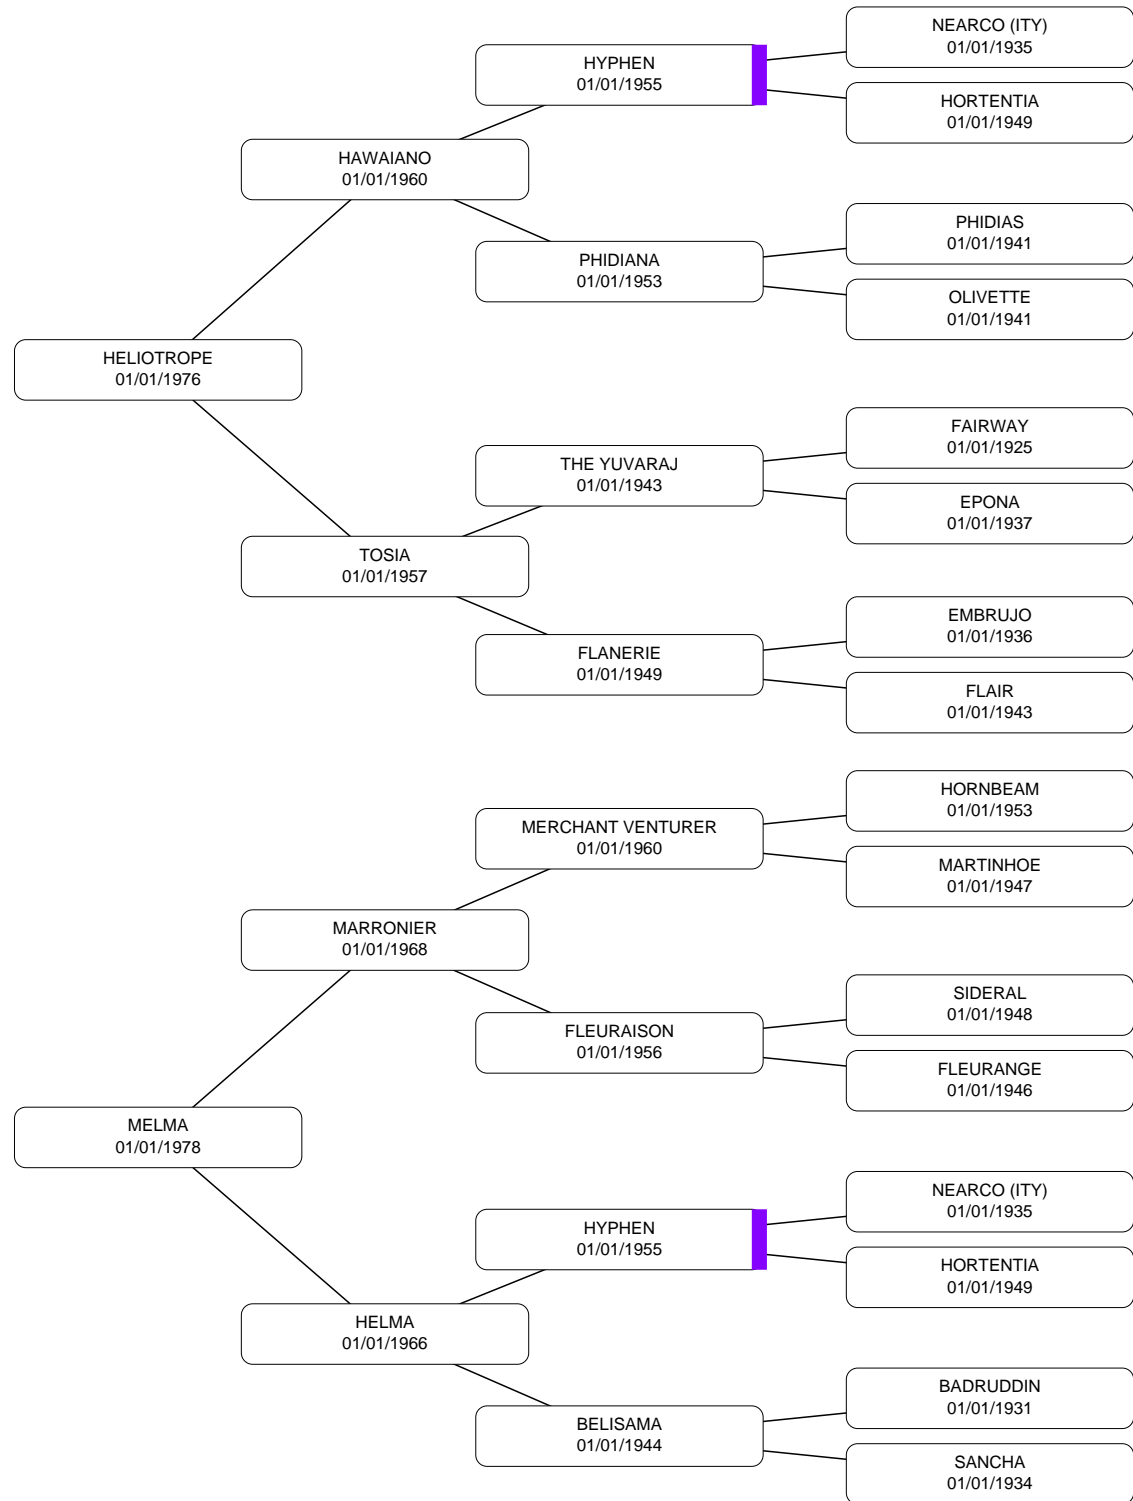 NEARCO (ITY)
01/01/1935
HYPHEN
01/01/1955
HORTENTIA
01/01/1949
HAWAIANO
01/01/1960
PHIDIAS
01/01/1941
PHIDIANA
01/01/1953
OLIVETTE
01/01/1941
HELIOTROPE
01/01/1976
FAIRWAY
01/01/1925
THE YUVARAJ
01/01/1943
EPONA
01/01/1937
TOSIA
01/01/1957
EMBRUJO
01/01/1936
FLANERIE
01/01/1949
FLAIR
01/01/1943
HORNBEAM
01/01/1953
MERCHANT VENTURER
01/01/1960
MARTINHOE
01/01/1947
MARRONIER
01/01/1968
SIDERAL
01/01/1948
FLEURAISON
01/01/1956
FLEURANGE
01/01/1946
MELMA
01/01/1978
NEARCO (ITY)
01/01/1935
HYPHEN
01/01/1955
HORTENTIA
01/01/1949
HELMA
01/01/1966
BADRUDDIN
01/01/1931
BELISAMA
01/01/1944
SANCHA
01/01/1934